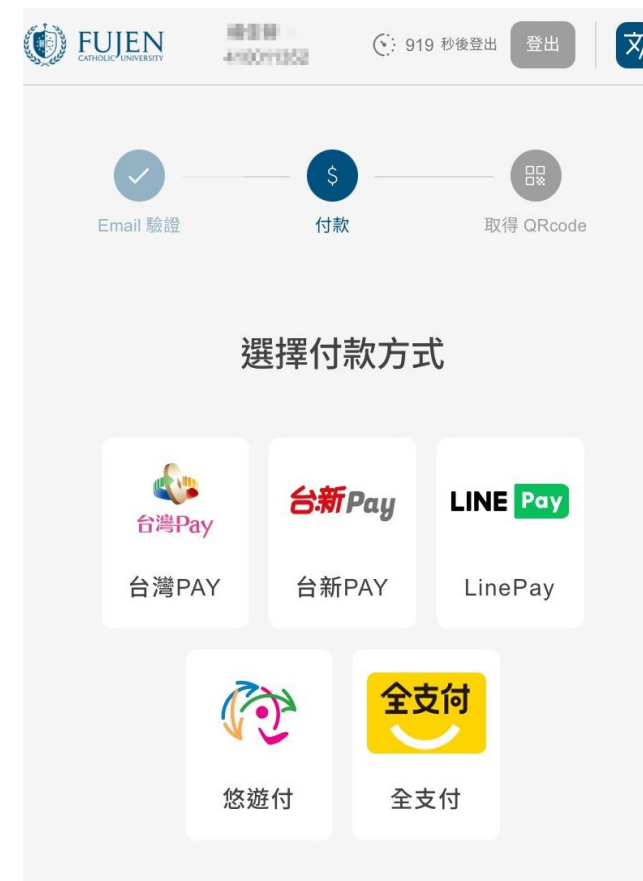 FUJEN
CATHOLIC UNIVERSITY
919 秒後登出
登出
文
Email 驗證
$
付款
取得 QRcode
選擇付款方式
台灣Pay
台新Pay
LINE Pay
台灣PAY
台新PAY
LinePay
全支付
悠遊付
全支付